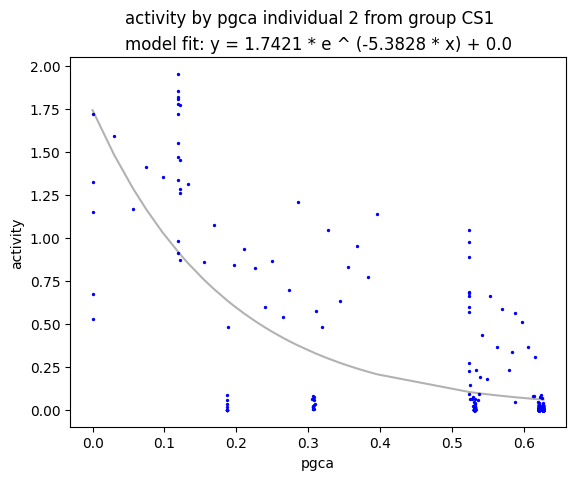 activity by pgca individual 2 from group CS1
model fit: y = 1.7421 * e ^ (-5.3828 * x) + 0.0
2.00
1.75
1.50
1.25
1.00
0.75
0.50
0.25
0.00
activity
0.0 0.1 0.2 0.3 0.4 0.5 0.6
pgca